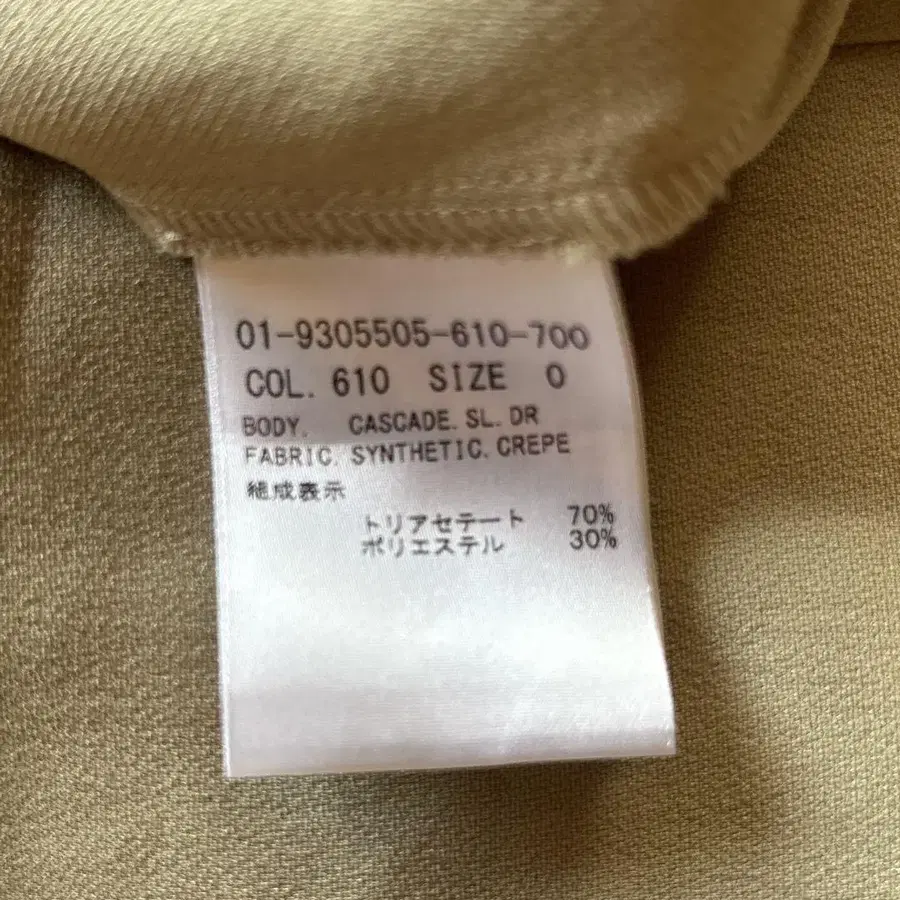 01-9305505-610-700
COL. 610 SIZE 0
BODY. CASCADE.SL.DR
FABRIC.SYNTHETIC.CREPE
組成表示
トリアセテート 70%
ポリエステル 30%